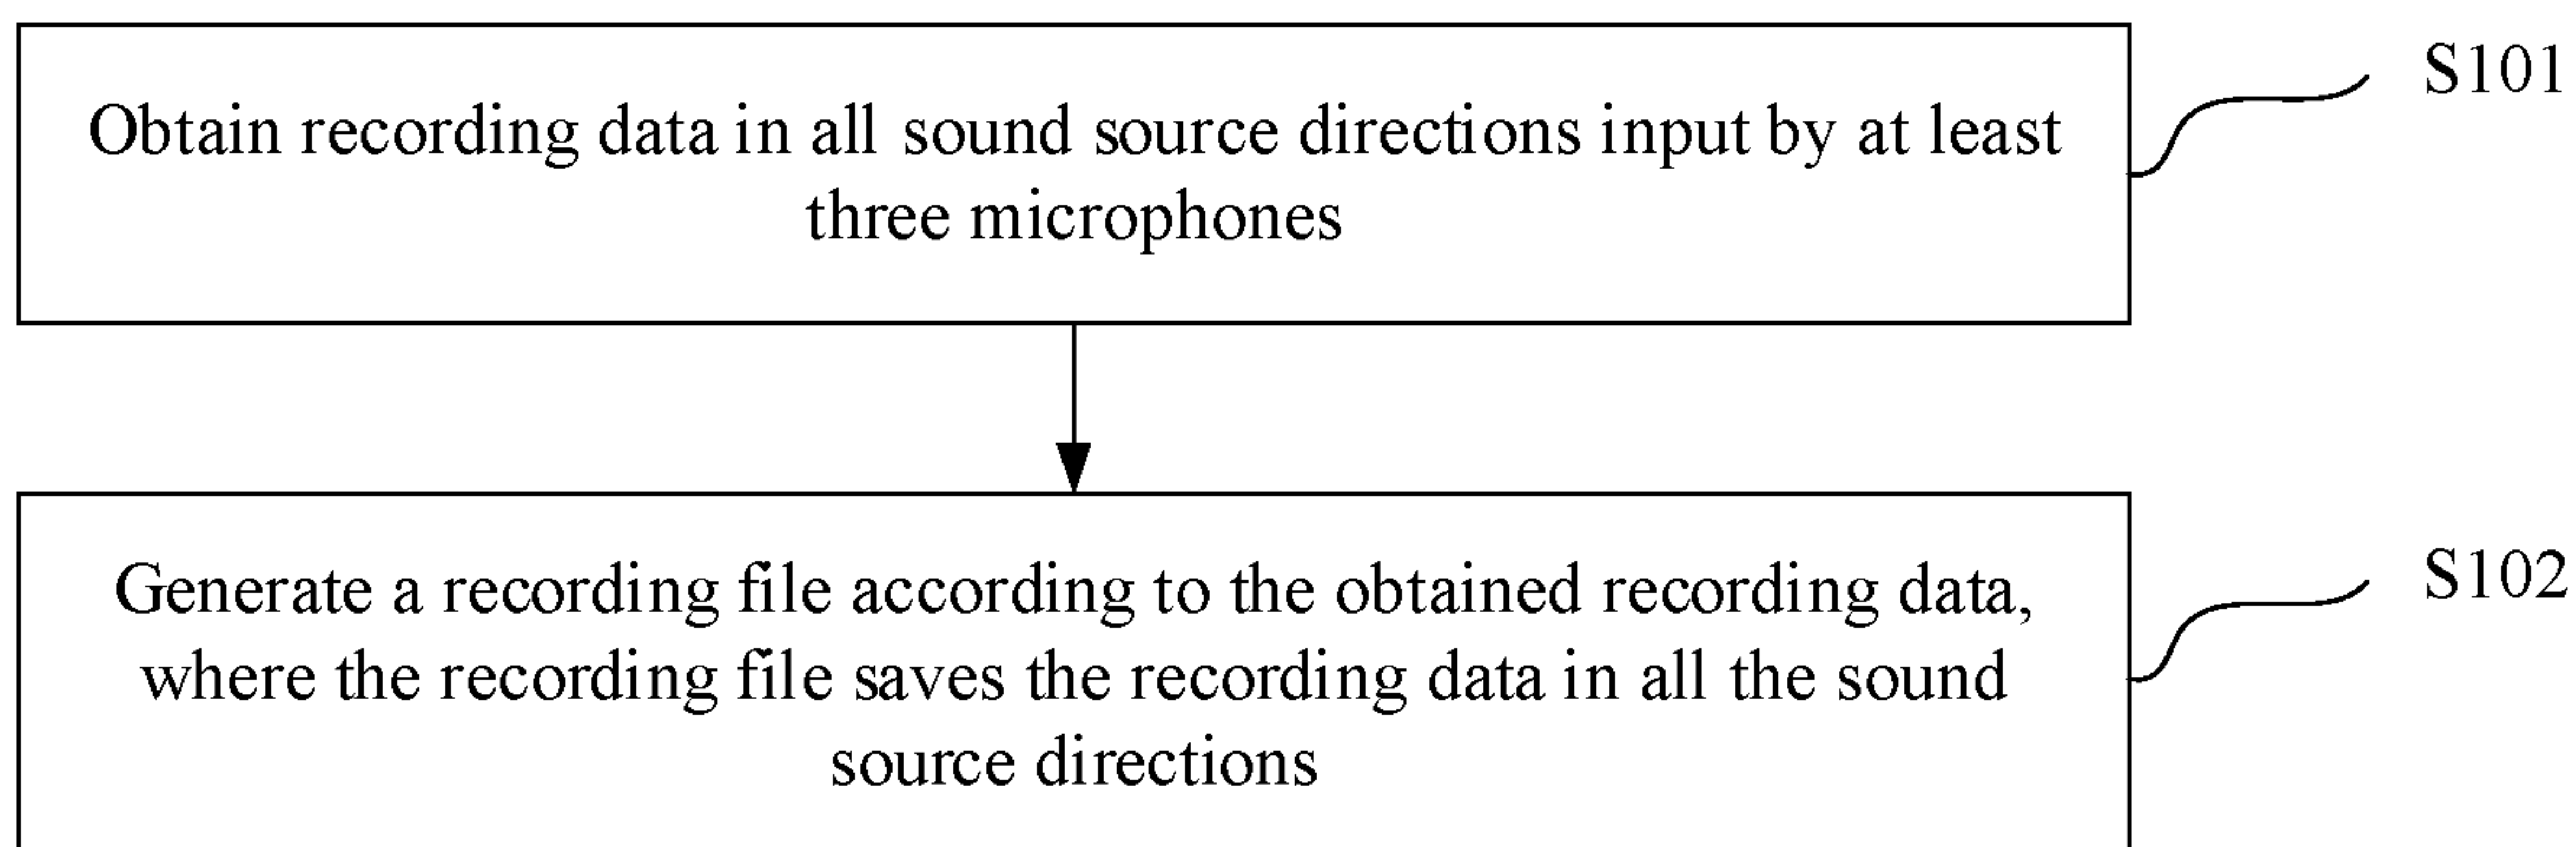 Obtain recording data in all sound source directions input by at least
three microphones
S101
Generate a recording file according to the obtained recording data,
where the recording file saves the recording data in all the sound
source directions
S102